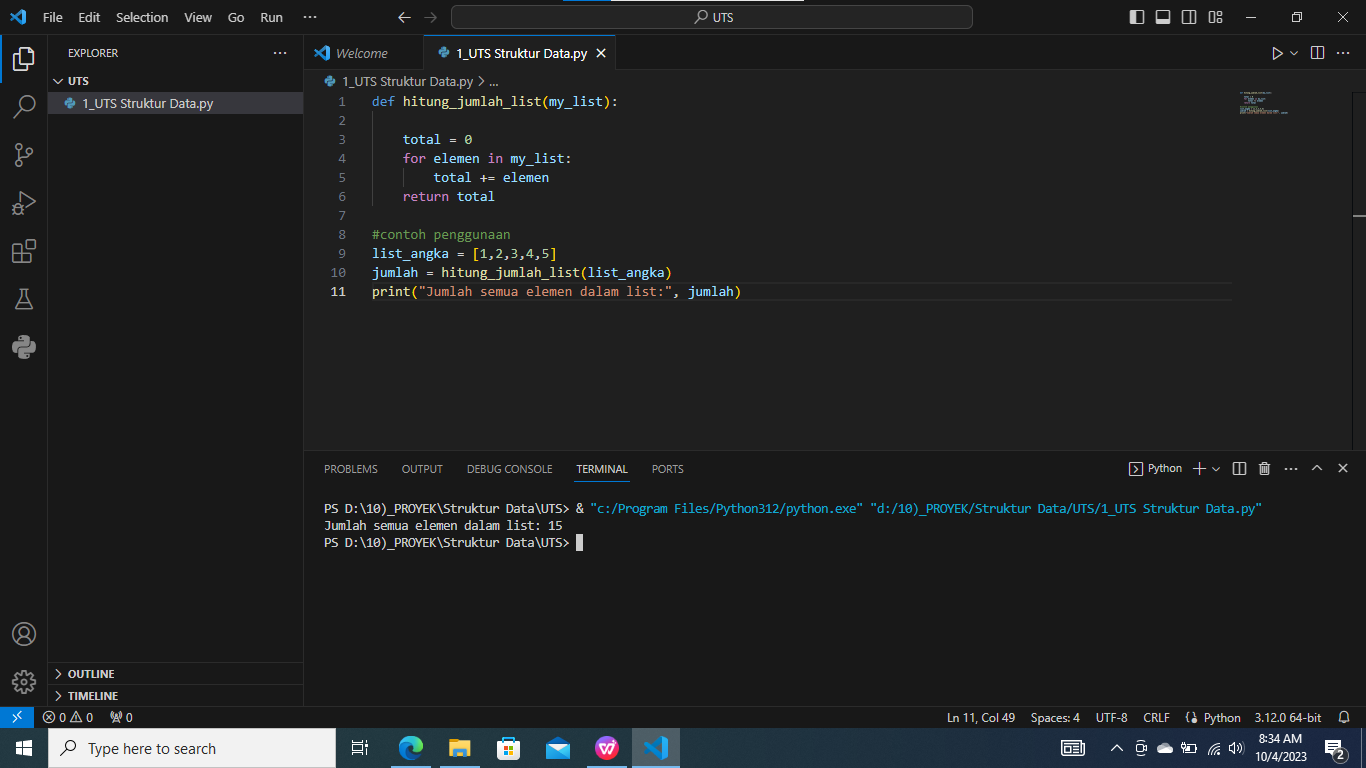 File Edit Selection View Go Run ···
UTS
EXPLORER
UTS
1_UTS Struktur Data.py
OUTLINE
TIMELINE
Welcome
1_UTS Struktur Data.py
1_UTS Struktur Data.py > ...
1 def hitung_jumlah_list(my_list):
2
3 total = 0
4 for elemen in my_list:
5 total += elemen
6 return total
7
8 #contoh penggunaan
9 list_angka = [1,2,3,4,5]
10 jumlah = hitung_jumlah_list(list_angka)
11 print("Jumlah semua elemen dalam list:", jumlah)
PROBLEMS OUTPUT DEBUG CONSOLE TERMINAL PORTS
Python
PS D:\10)_PROYEK\Struktur Data\UTS> & "c:/Program Files/Python312/python.exe" "d:/10)_PROYEK/Struktur Data/UTS/1_UTS Struktur Data.py"
Jumlah semua elemen dalam list: 15
PS D:\10)_PROYEK\Struktur Data\UTS>
0 0 0
Ln 11, Col 49 Spaces: 4 UTF-8 CRLF Python 3.12.0 64-bit
Type here to search
8:34 AM
10/4/2023
2